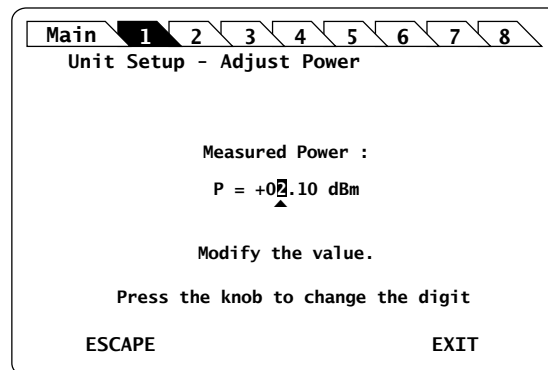 Main 1 2 3 4 5 6 7 8
Unit Setup - Adjust Power
Measured Power :
P = +02.10 dBm
Modify the value.
Press the knob to change the digit
ESCAPE EXIT